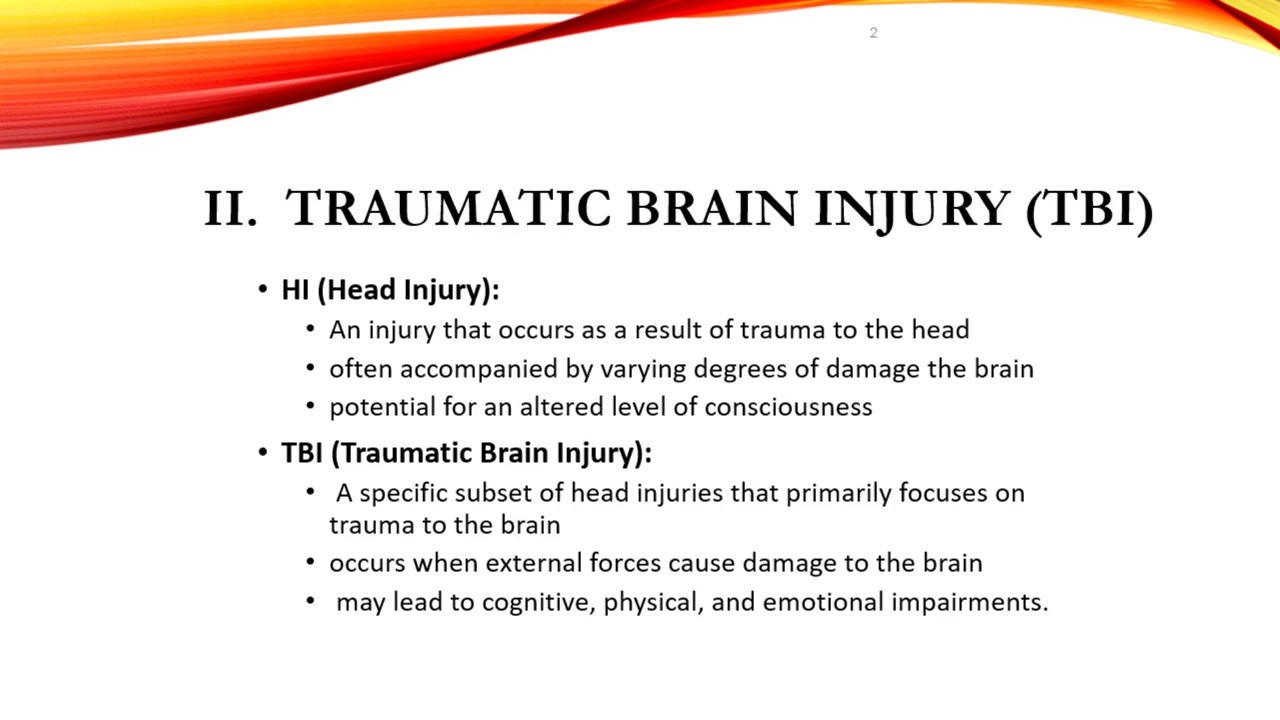 2
II. TRAUMATIC BRAIN INJURY (TBI)
• HI (Head Injury):
• An injury that occurs as a result of trauma to the head
• often accompanied by varying degrees of damage the brain
• potential for an altered level of consciousness
• TBI (Traumatic Brain Injury):
• A specific subset of head injuries that primarily focuses on
trauma to the brain
• occurs when external forces cause damage to the brain
• may lead to cognitive, physical, and emotional impairments.